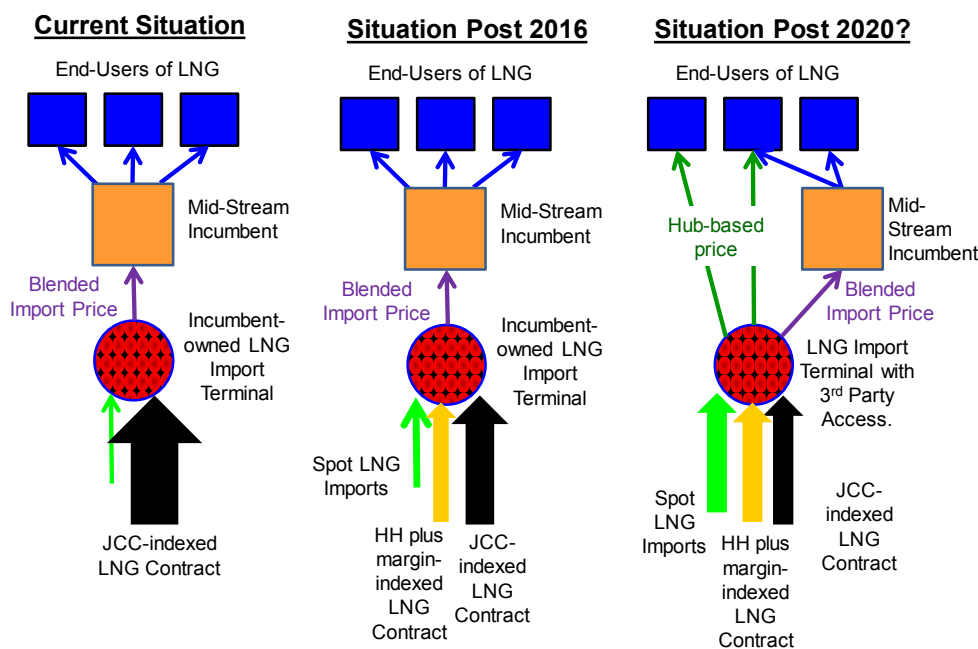 Current Situation
End-Users of LNG
Mid-Stream
Incumbent
Blended
Import Price
Incumbent-
owned LNG
Import
Terminal
JCC-indexed
LNG Contract
Situation Post 2016
End-Users of LNG
Mid-Stream
Incumbent
Blended
Import Price
Incumbent-
owned LNG
Import
Terminal
Spot LNG
Imports
HH plus
margin-
indexed
LNG
Contract
JCC-
indexed
LNG
Contract
Situation Post 2020?
End-Users of LNG
Mid-
Stream
Incumbent
Hub-based
price
Blended
Import Price
LNG Import
Terminal with
3rd Party
Access.
Spot
LNG
Imports
HH plus
margin-
indexed
LNG
Contract
JCC-
indexed
LNG
Contract